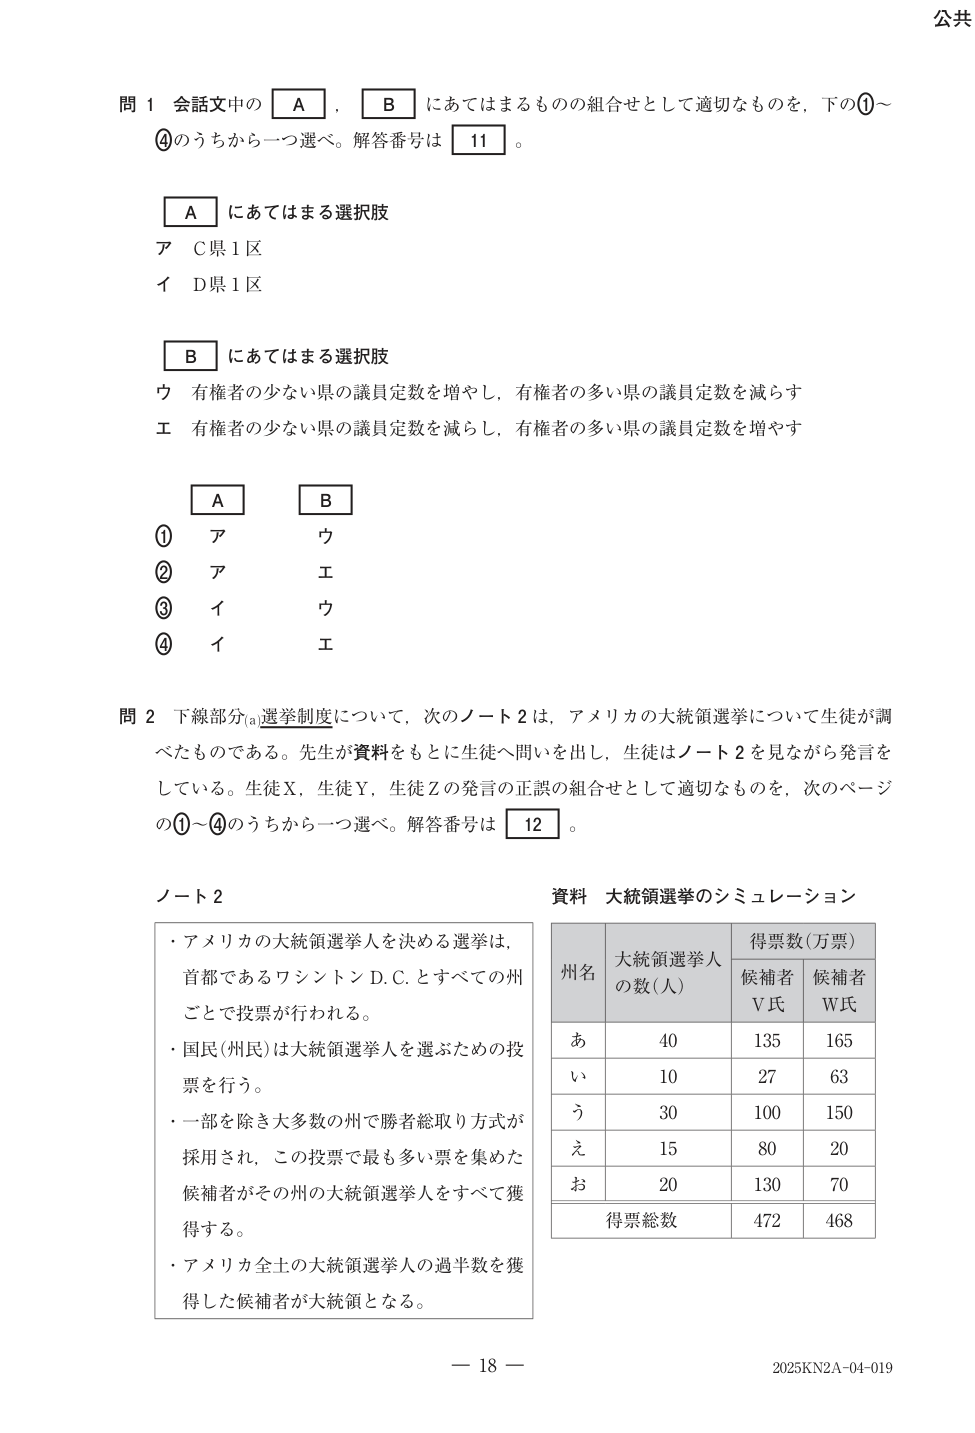 公共
問 1 会話文中の A ， B にあてはまるものの組合せとして適切なものを，下の①～
④のうちから一つ選べ。解答番号は 11 。
A にあてはまる選択肢
ア C県1区
イ D県1区
B にあてはまる選択肢
ウ 有権者の少ない県の議員定数を増やし，有権者の多い県の議員定数を減らす
エ 有権者の少ない県の議員定数を減らし，有権者の多い県の議員定数を増やす
A B
① ア ウ
② ア エ
③ イ ウ
④ イ エ
問 2 下線部分(a)選挙制度について，次のノート2は，アメリカの大統領選挙について生徒が調
べたものである。先生が資料をもとに生徒へ問いを出し，生徒はノート2を見ながら発言を
している。生徒X，生徒Y，生徒Zの発言の正誤の組合せとして適切なものを，次のページ
の①～④のうちから一つ選べ。解答番号は 12 。
ノート2
・アメリカの大統領選挙人を決める選挙は，
首都であるワシントンD.C.とすべての州
ごとで投票が行われる。
・国民(州民)は大統領選挙人を選ぶための投
票を行う。
・一部を除き大多数の州で勝者総取り方式が
採用され，この投票で最も多い票を集めた
候補者がその州の大統領選挙人をすべて獲
得する。
・アメリカ全土の大統領選挙人の過半数を獲
得した候補者が大統領となる。
資料 大統領選挙のシミュレーション
州名 大統領選挙人の数(人) 得票数(万票)
候補者V氏 候補者W氏
あ 40 135 165
い 10 27 63
う 30 100 150
え 15 80 20
お 20 130 70
得票総数 472 468
― 18 ―
2025KN2A-04-019